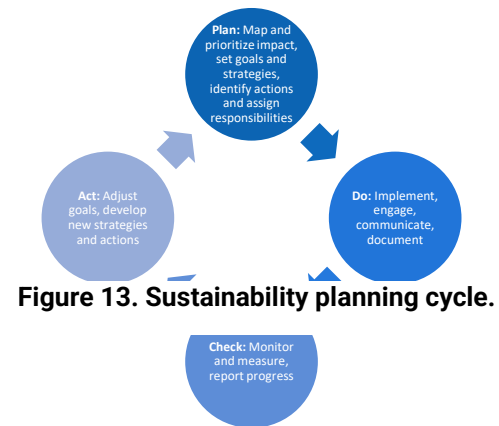 Plan: Map and
prioritize impact,
set goals and
strategies,
identify actions
and assign
responsibilities
Act: Adjust
goals, develop
new strategies
and actions
Do: Implement,
engage,
communicate,
document
Figure 13. Sustainability planning cycle.
Check: Monitor
and measure,
report progress